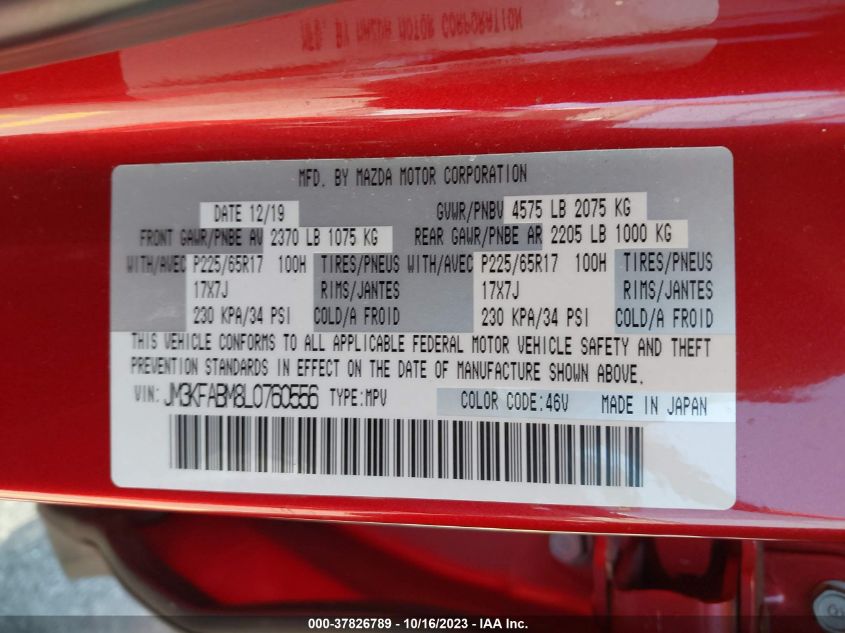 MFD. BY MAZDA MOTOR CORPORATION
MFD. BY MAZDA MOTOR CORPORATION
DATE 12/19 GVWR/PNBV 4575 LB 2075 KG
FRONT GAWR/PNBE AV 2370 LB 1075 KG REAR GAWR/PNBE AR 2205 LB 1000 KG
WITH/AVEC P225/65R17 100H TIRES/PNEUS WITH/AVEC P225/65R17 100H TIRES/PNEUS
17X7J RIMS/JANTES 17X7J RIMS/JANTES
230 KPA/34 PSI COLD/A FROID 230 KPA/34 PSI COLD/A FROID
THIS VEHICLE CONFORMS TO ALL APPLICABLE FEDERAL MOTOR VEHICLE SAFETY AND THEFT
PREVENTION STANDARDS IN EFFECT ON THE DATE OF MANUFACTURE SHOWN ABOVE.
VIN: JM3KFABM8L0760556 TYPE:MPV COLOR CODE:46V MADE IN JAPAN
000-37826789 - 10/16/2023 - IAA Inc.